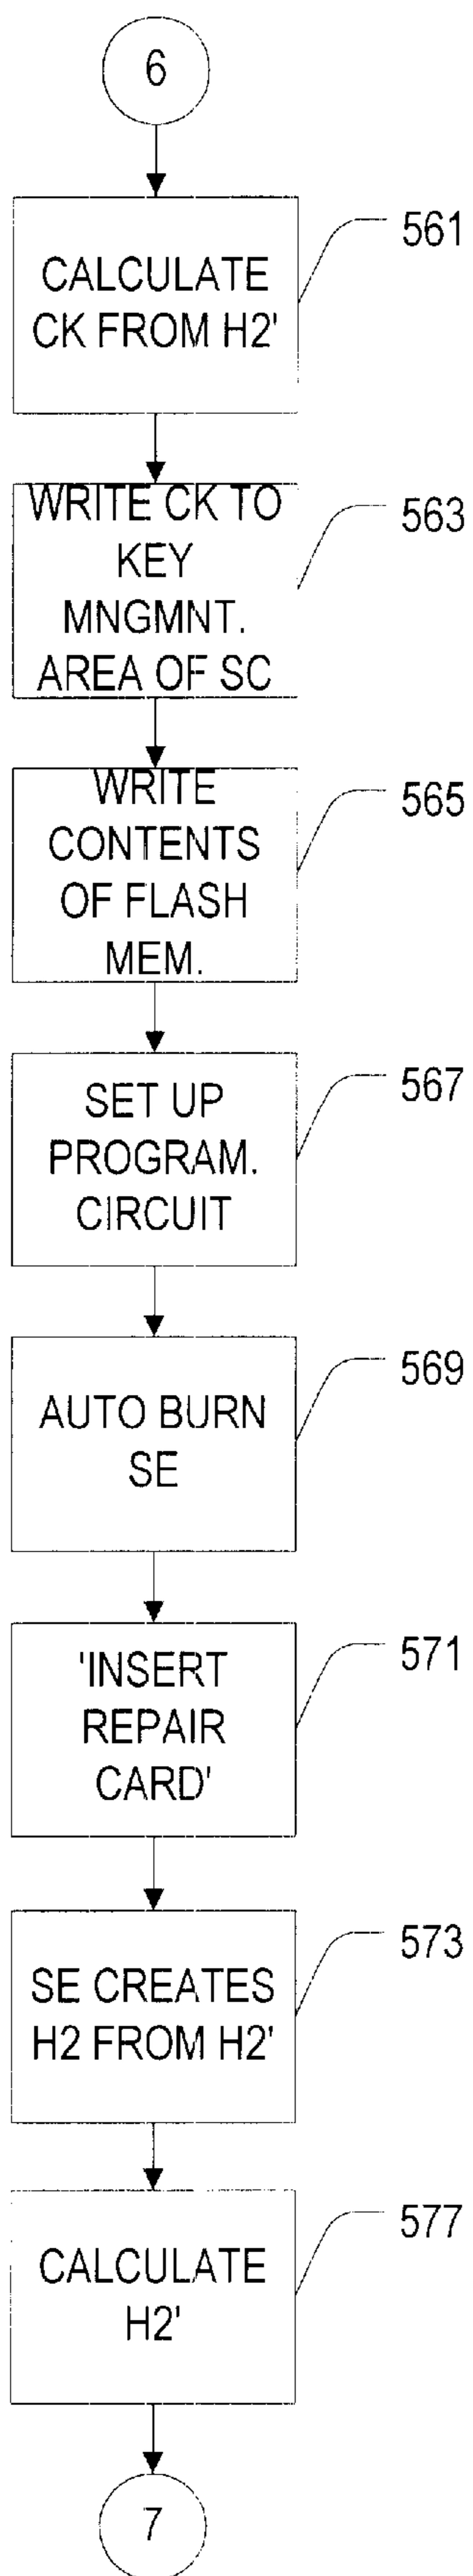 6
561
CALCULATE
CK FROM H2'
563
WRITE CK TO
KEY
MNGMNT.
AREA OF SC
565
WRITE
CONTENTS
OF FLASH
MEM.
567
SET UP
PROGRAM.
CIRCUIT
569
AUTO BURN
SE
571
'INSERT
REPAIR
CARD'
573
SE CREATES
H2 FROM H2'
577
CALCULATE
H2'
7